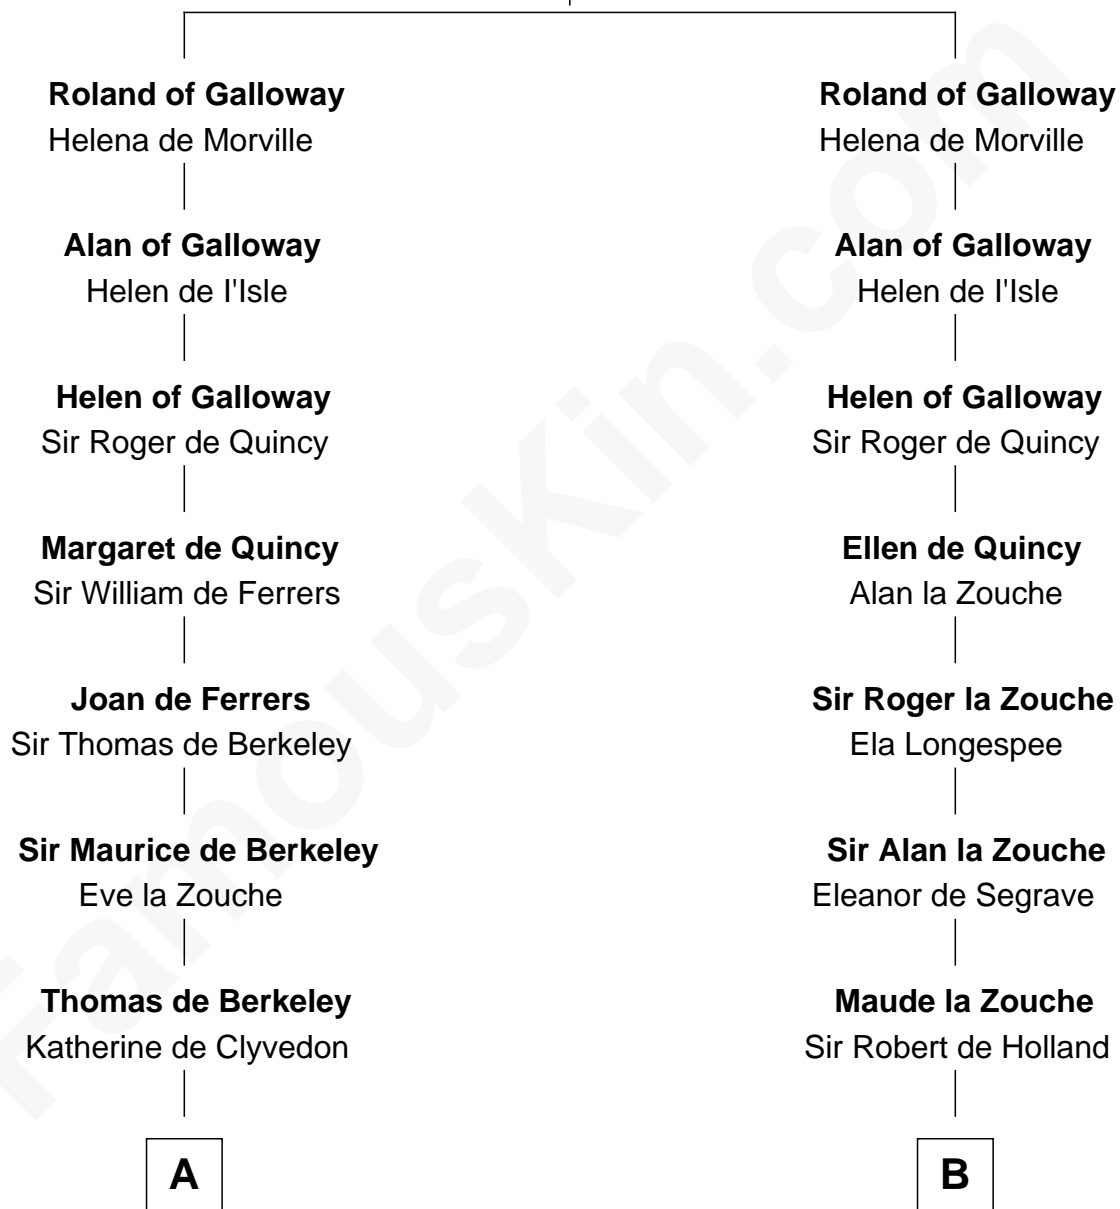 Roland of Galloway
Helena de Morville
Alan of Galloway
Helen de I'Isle
Helen of Galloway
Sir Roger de Quincy
Margaret de Quincy
Sir William de Ferrers
Joan de Ferrers
Sir Thomas de Berkeley
Sir Maurice de Berkeley
Eve la Zouche
Thomas de Berkeley
Katherine de Clyvedon
A
Roland of Galloway
Helena de Morville
Alan of Galloway
Helen de I'Isle
Helen of Galloway
Sir Roger de Quincy
Ellen de Quincy
Alan la Zouche
Sir Roger la Zouche
Ela Longespee
Sir Alan la Zouche
Eleanor de Segrave
Maude la Zouche
Sir Robert de Holland
B
FamousKin.com